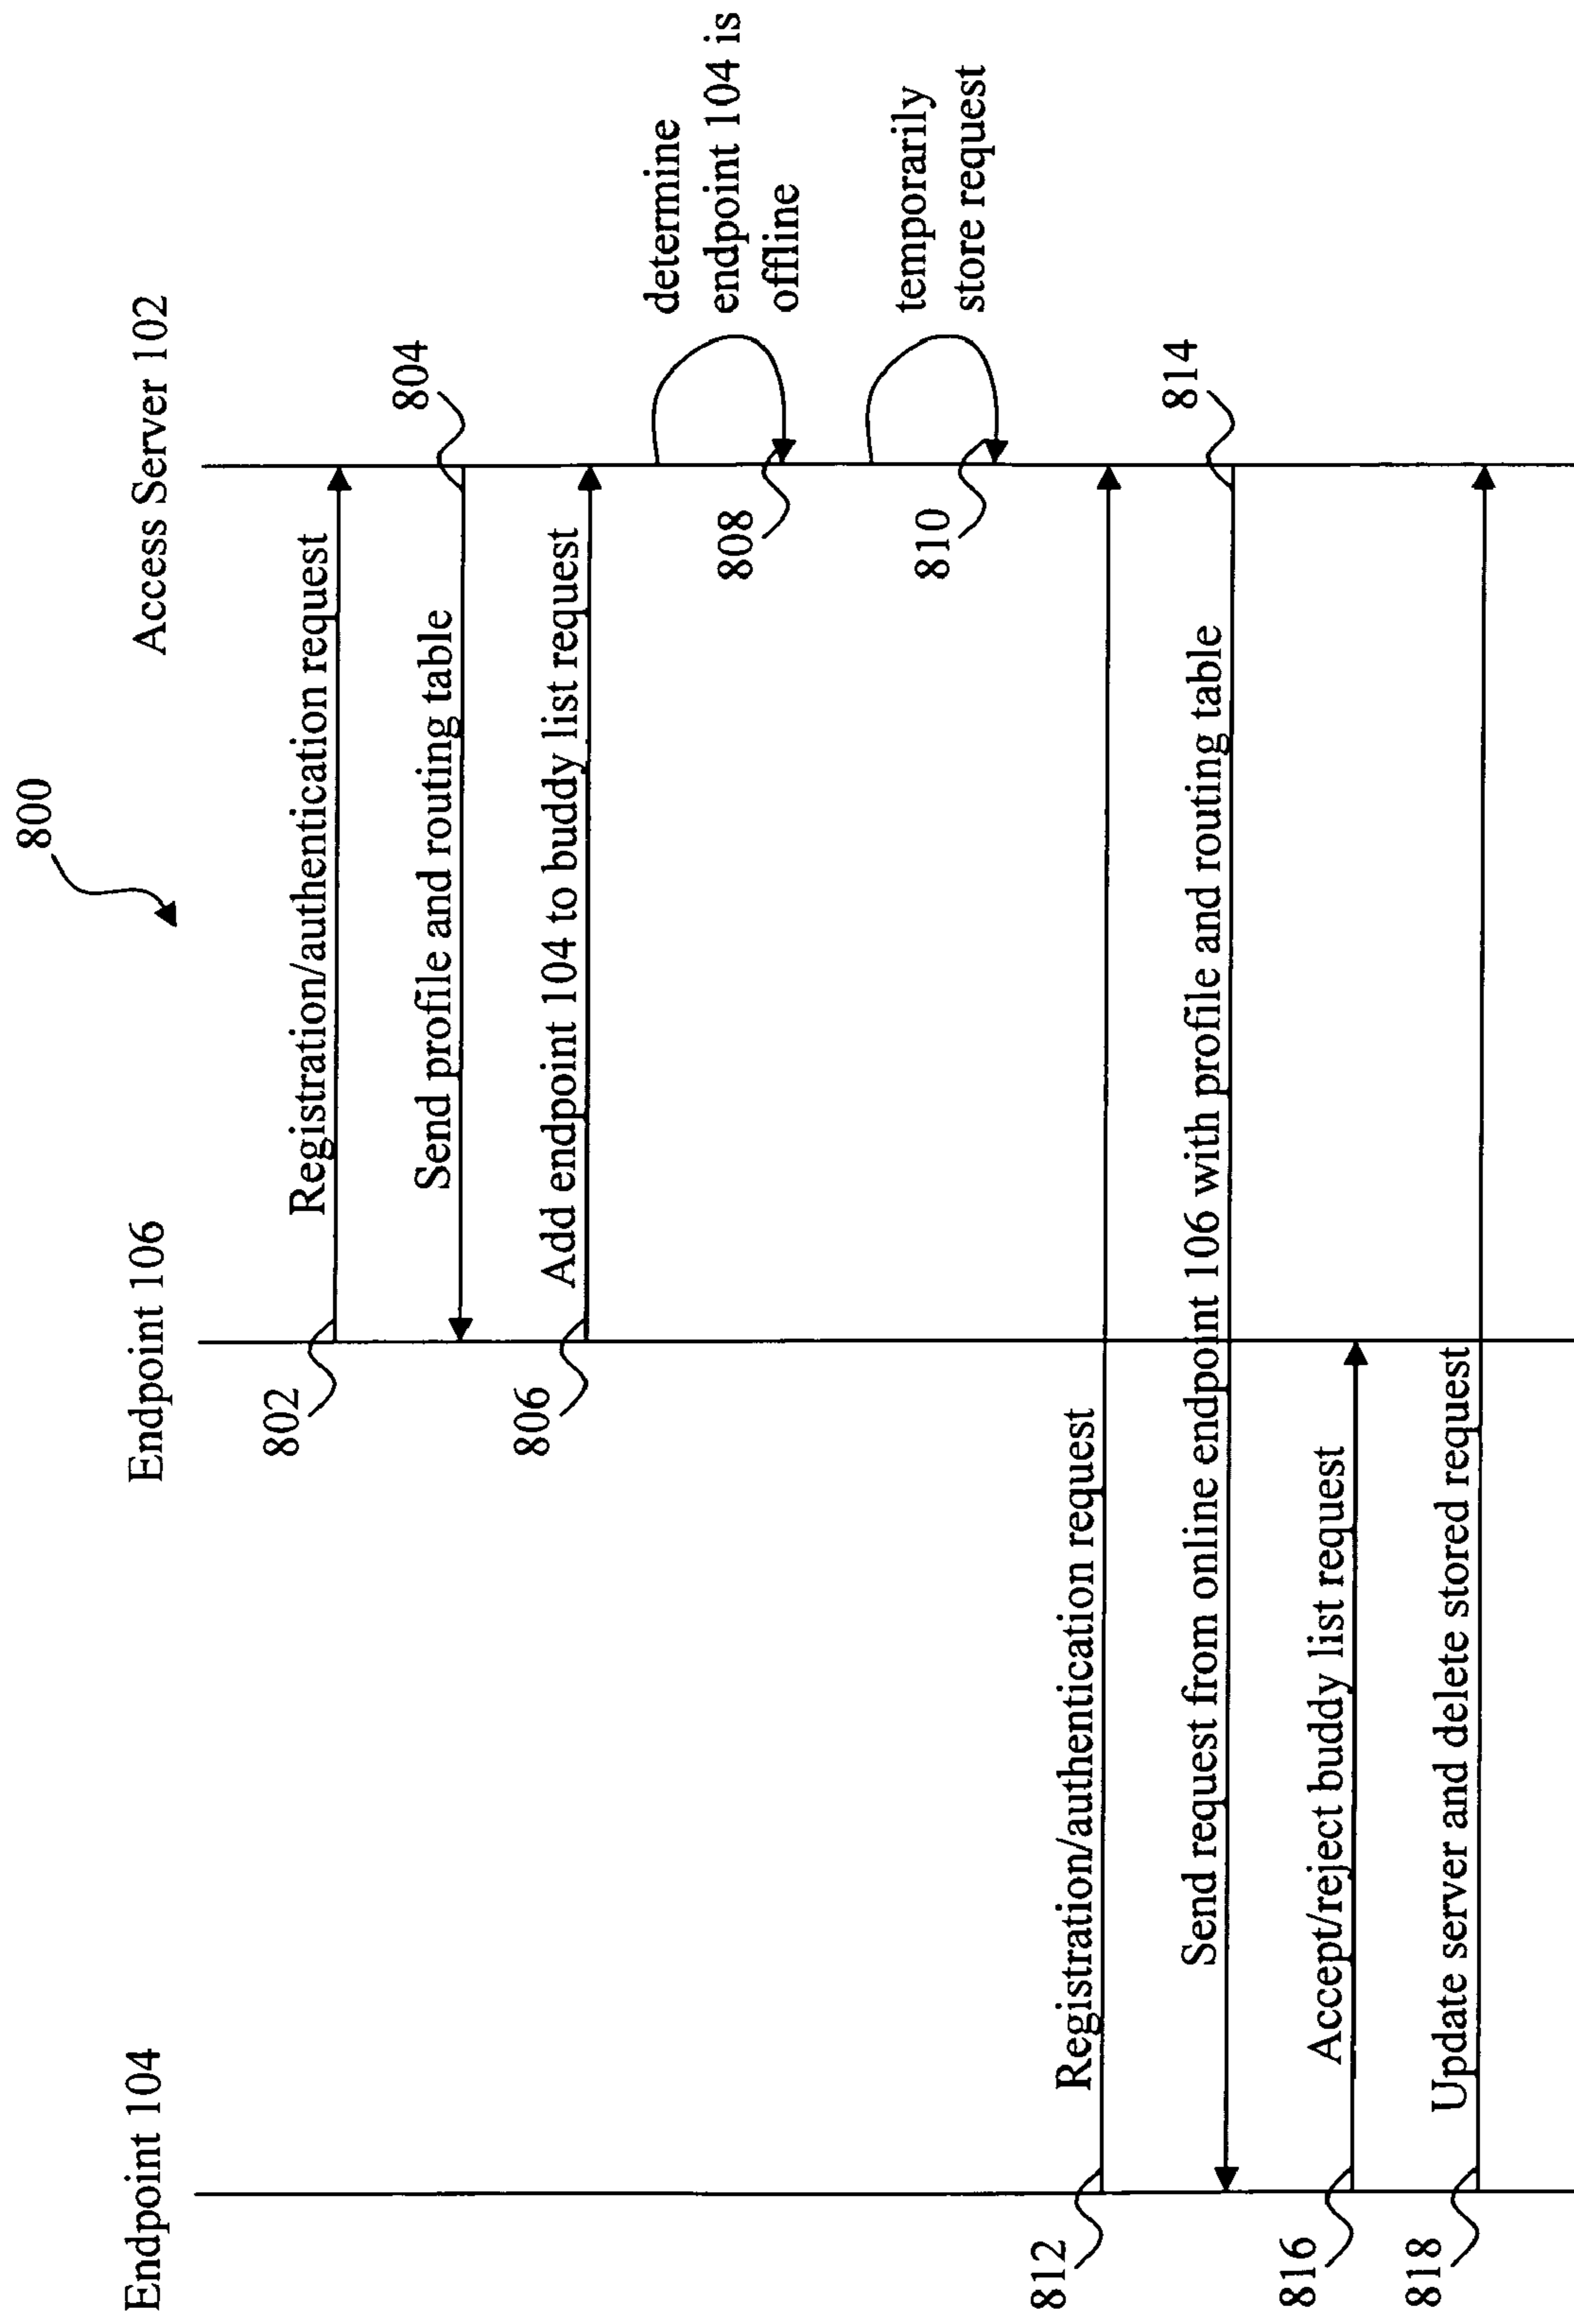 800
Endpoint 104
Endpoint 106
Access Server 102
802
Registration/authentication request
Send profile and routing table
804
806
Add endpoint 104 to buddy list request
808
determine
endpoint 104 is
offline
810
temporarily
store request
812
Registration/authentication request
Send request from online endpoint 106 with profile and routing table
814
816
Accept/reject buddy list request
818
Update server and delete stored request